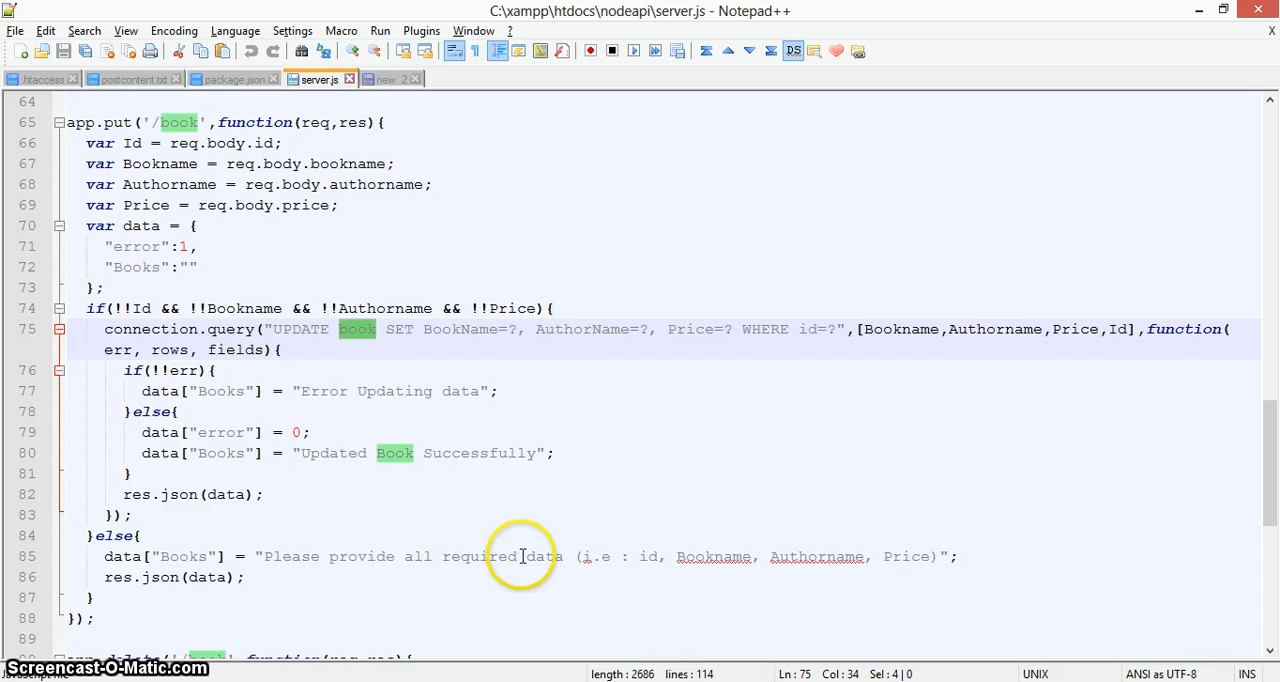 C:\xampp\htdocs\nodeapi\server.js - Notepad++
File Edit Search View Encoding Language Settings Macro Run Plugins Window ? X
.htaccess postcontent.txt package.json server.js new 2
64
65 app.put('/book',function(req,res){
66 var Id = req.body.id;
67 var Bookname = req.body.bookname;
68 var Authorname = req.body.authorname;
69 var Price = req.body.price;
70 var data = {
71 "error":1,
72 "Books":""
73 };
74 if(!!Id && !!Bookname && !!Authorname && !!Price){
75 connection.query("UPDATE book SET BookName=?, AuthorName=?, Price=? WHERE id=?",[Bookname,Authorname,Price,Id],function(
err, rows, fields){
76 if(!!err){
77 data["Books"] = "Error Updating data";
78 }else{
79 data["error"] = 0;
80 data["Books"] = "Updated Book Successfully";
81 }
82 res.json(data);
83 });
84 }else{
85 data["Books"] = "Please provide all required data (i.e : id, Bookname, Authorname, Price)";
86 res.json(data);
87 }
88 });
89
app.delete('/book',function(req,res){
Screencast-O-Matic.com
length : 2686 lines : 114 Ln : 75 Col : 34 Sel : 4 | 0 UNIX ANSI as UTF-8 INS